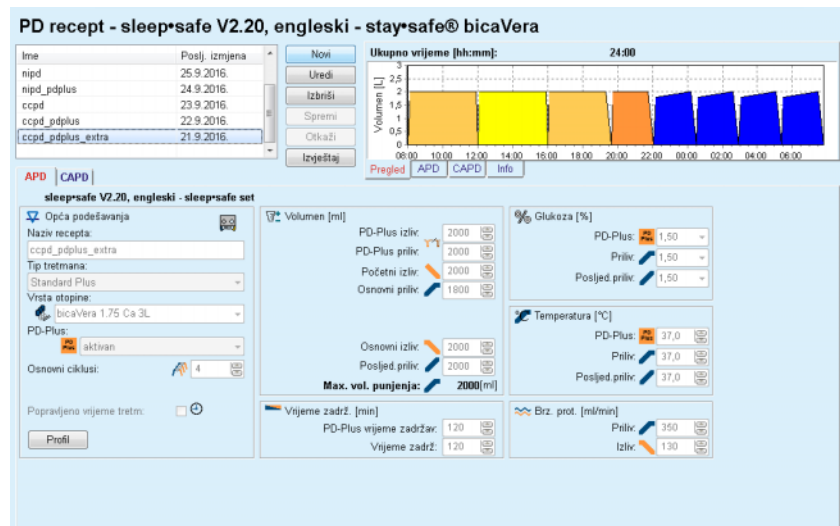 PD recept - sleep•safe V2.20, engleski - stay•safe® bicaVera
Ime Poslj. izmjena
nipd 25.9.2016.
nipd_pdplus 24.9.2016.
ccpd 23.9.2016.
ccpd_pdplus 22.9.2016.
ccpd_pdplus_extra 21.9.2016.
Novi
Uredi
Izbriši
Spremi
Otkaži
Izvještaj
Ukupno vrijeme [hh:mm]: 24:00
Volumen [L]
3
2,5
2
1,5
1
0,5
0
08:00 10:00 12:00 14:00 16:00 18:00 20:00 22:00 00:00 02:00 04:00 06:00
Pregled APD CAPD Info
APD CAPD
sleep•safe V2.20, engleski - sleep•safe set
Opća podešavanja
Naziv recepta:
ccpd_pdplus_extra
Tip tretmana:
Standard Plus
Vrsta otopine:
bicaVera 1.75 Ca 3L
PD-Plus:
PD Plus aktivan
Osnovni ciklusi: 4
Popravljeno vrijeme tretm:
Profil
Volumen [ml]
PD-Plus izliv: 2000
PD-Plus priliv: 2000
Početni izliv: 2000
Osnovni priliv: 1800
Osnovni izliv: 2000
Posljed.priliv: 2000
Max. vol. punjenja: 2000[ml]
Vrijeme zadrž. [min]
PD-Plus vrijeme zadržav: 120
Vrijeme zadrž: 120
Glukoza [%]
PD-Plus: PD Plus 1,50
Priliv: 1,50
Posljed.priliv: 1,50
Temperatura [°C]
PD-Plus: PD Plus 37,0
Priliv: 37,0
Posljed.priliv: 37,0
Brz. prot. [ml/min]
Priliv: 350
Izliv: 130